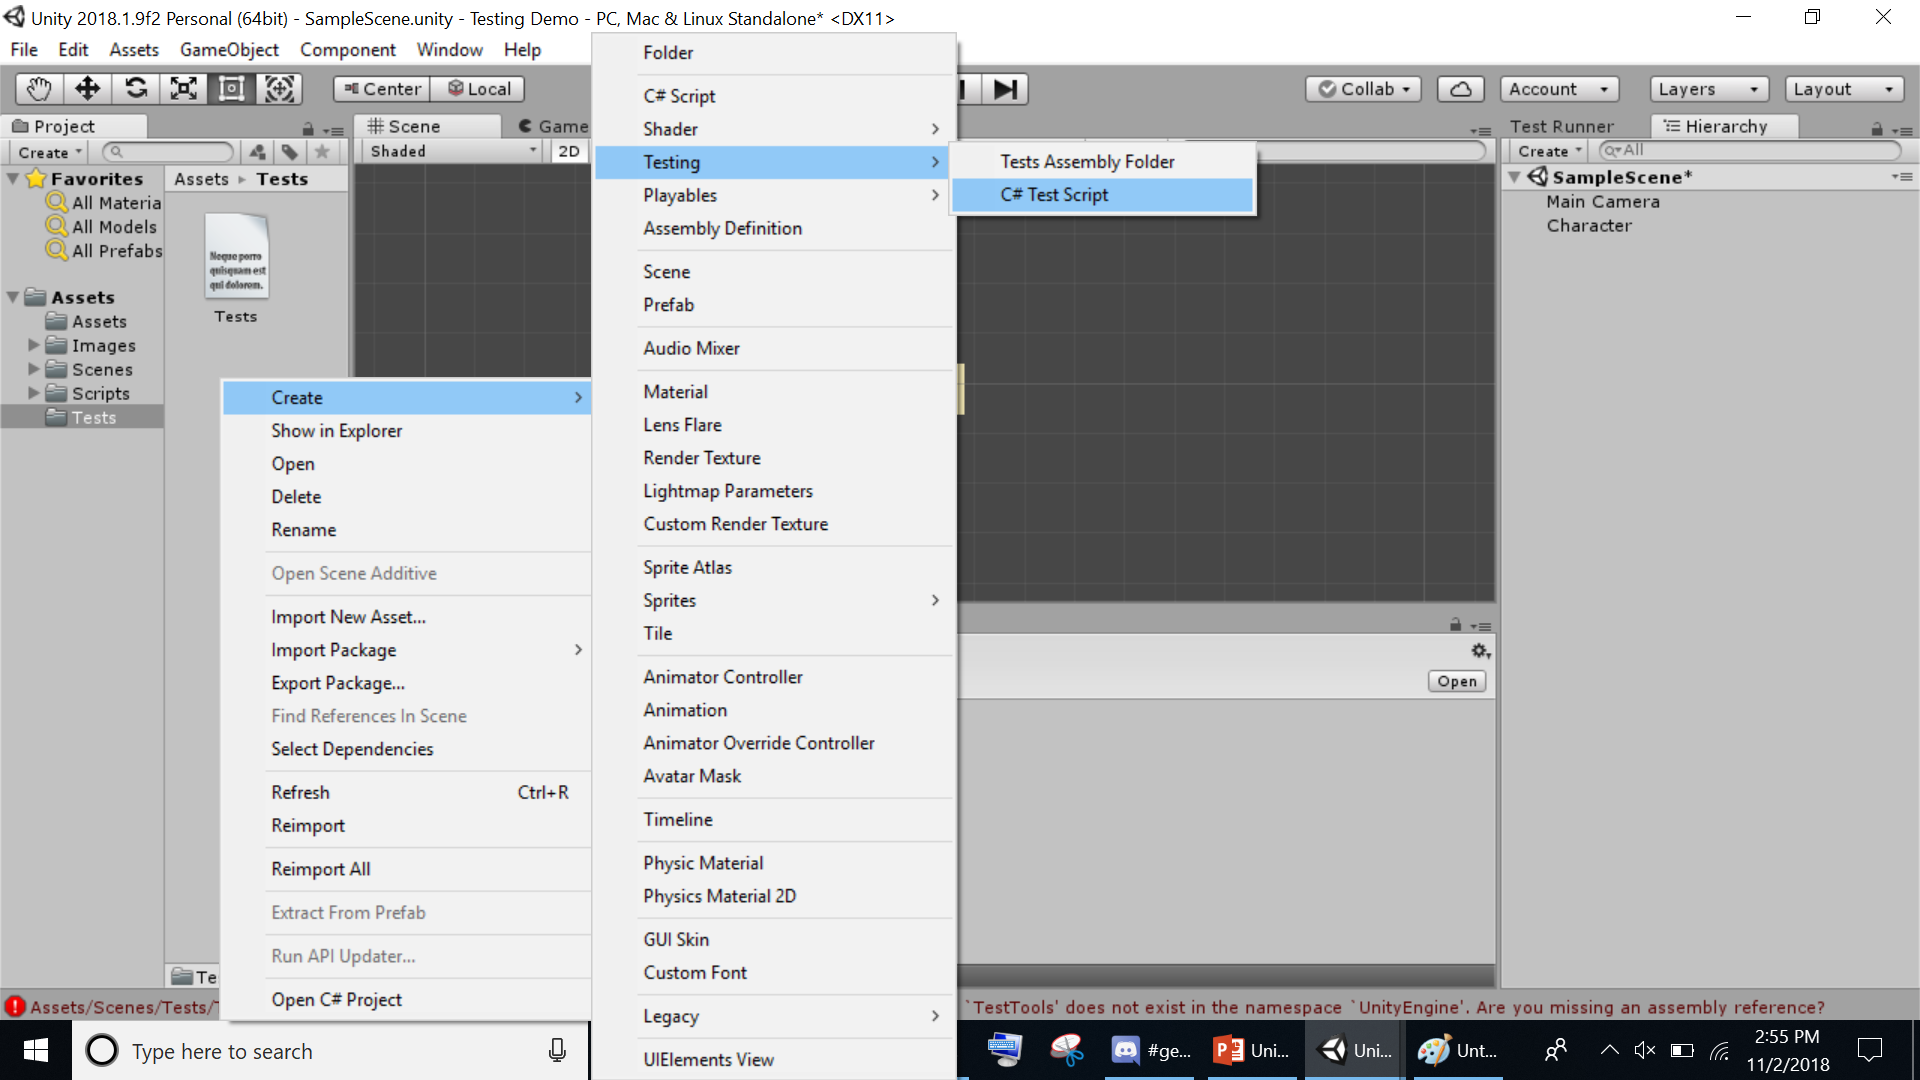 Unity 2018.1.9f2 Personal (64bit) - SampleScene.unity - Testing Demo - PC, Mac & Linux Standalone* <DX11>
File Edit Assets GameObject Component Window Help
Center Local Collab Account Layers Layout
Project
Create
Favorites
All Materia
All Models
All Prefabs
Assets
Assets
Images
Scenes
Scripts
Tests
Assets Tests
Neque porro
quisquam est
qui dolorem.
Tests
Te
Scene Game
Shaded 2D
Create
Show in Explorer
Open
Delete
Rename
Open Scene Additive
Import New Asset...
Import Package
Export Package...
Find References In Scene
Select Dependencies
Refresh Ctrl+R
Reimport
Reimport All
Extract From Prefab
Run API Updater...
Open C# Project
Folder
C# Script
Shader
Testing
Playables
Assembly Definition
Scene
Prefab
Audio Mixer
Material
Lens Flare
Render Texture
Lightmap Parameters
Custom Render Texture
Sprite Atlas
Sprites
Tile
Animator Controller
Animation
Animator Override Controller
Avatar Mask
Timeline
Physic Material
Physics Material 2D
GUI Skin
Custom Font
Legacy
UIElements View
Tests Assembly Folder
C# Test Script
Open
Test Runner Hierarchy
Create All
SampleScene*
Main Camera
Character
Assets/Scenes/Tests/ `TestTools' does not exist in the namespace `UnityEngine'. Are you missing an assembly reference?
Type here to search
#ge... Uni... Uni... Unt...
2:55 PM
11/2/2018